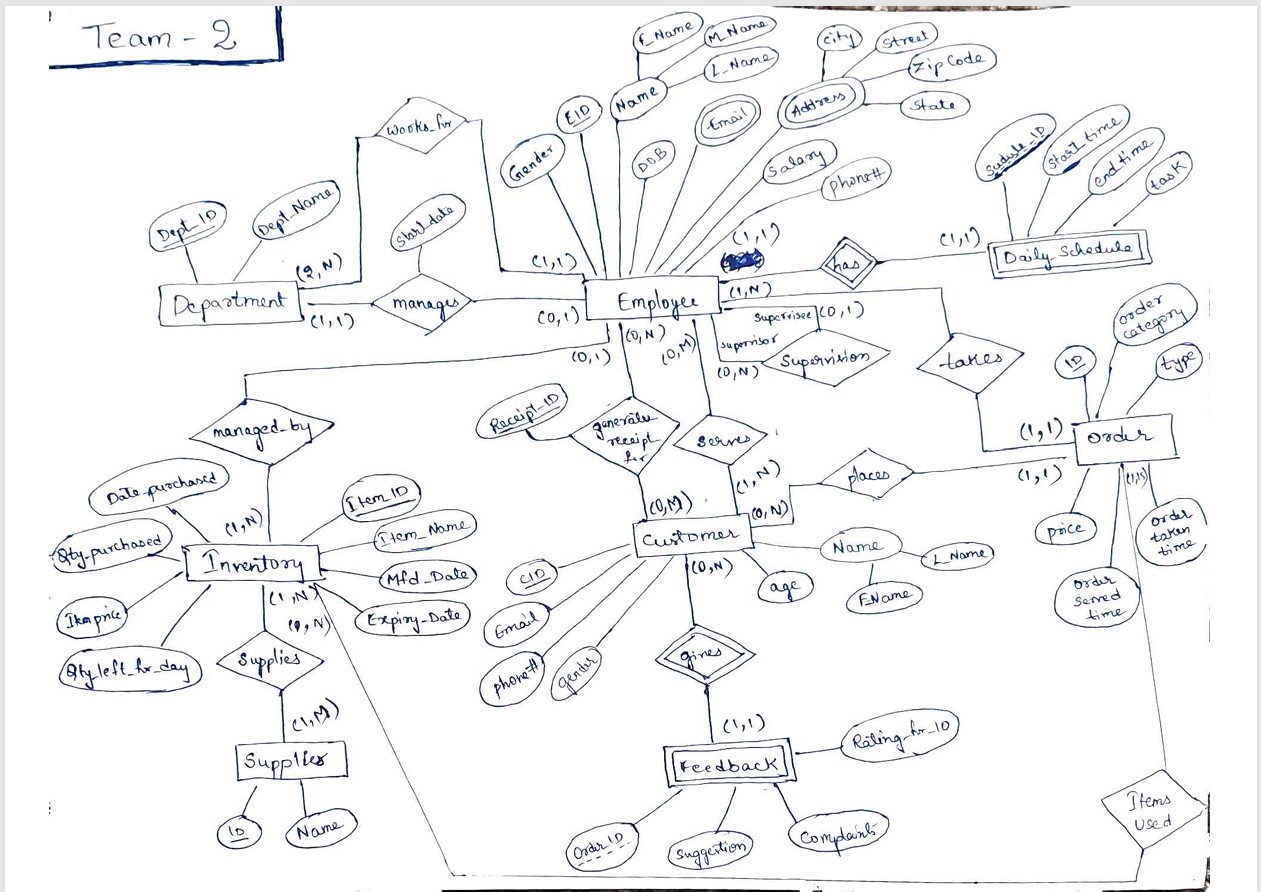 Team - 2
F_Name
M_Name
L_Name
Name
City
Street
Zip Code
State
Address
Email
EID
Gender
DOB
Salary
phone#
Works_for
Dept_ID
Dept_Name
Start_date
(2,N)
(1,1)
(1,1)
(1,1)
Start time
end time
task
has
Daily_Schedule
Department
(1,1)
manages
(0,1)
Employee
(1,N)
(0,1)
(0,N)
(0,M)
supervisee
(0,1)
supervisor
(0,N)
Supervision
takes
order
category
ID
type
(1,1)
Order
managed_by
Receipt_ID
generates
receipt
for
serves
(1,N)
places
(1,1)
(1,N)
price
order
taken
time
Order
Served
time
Date_purchased
Qty_purchased
(1,N)
Item_ID
Item_Name
Mfd_Date
Expiry_Date
Inventory
Item price
Qty_left_for_day
(1,N)
(0,N)
Supplies
(1,M)
Supplier
ID
Name
(0,M)
(0,N)
Customer
Name
L_Name
F_Name
age
CID
Email
phone#
gender
(0,N)
gives
(1,1)
Feedback
Rating_for_ID
Order ID
Suggestion
Complaints
Items
Used